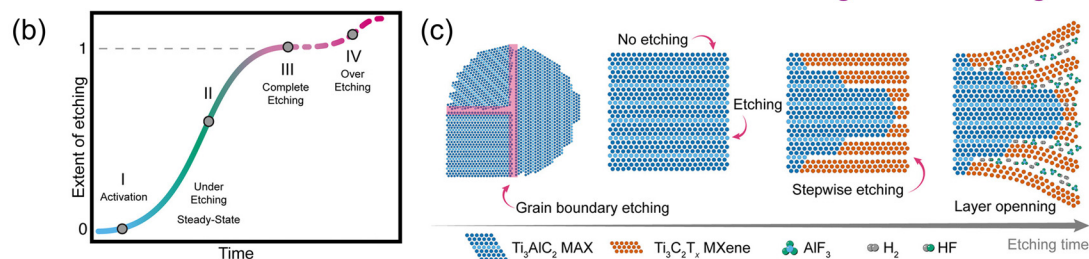 (b)
Extent of etching
1
0
I
Activation
II
Under
Etching
Steady-State
III
Complete
Etching
IV
Over
Etching
Time
(c)
No etching
Etching
Grain boundary etching
Stepwise etching
Layer openning
Ti₃AlC₂ MAX
Ti₃C₂Tₓ MXene
AlF₃
H₂
HF
Etching time